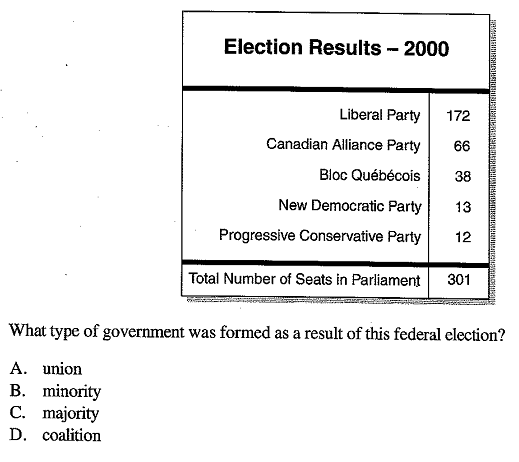 Election Results – 2000
Liberal Party 172
Canadian Alliance Party 66
Bloc Québécois 38
New Democratic Party 13
Progressive Conservative Party 12
Total Number of Seats in Parliament 301
What type of government was formed as a result of this federal election?
A. union
B. minority
C. majority
D. coalition